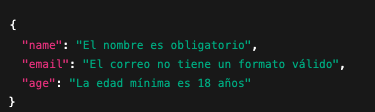 {
"name": "El nombre es obligatorio",
"email": "El correo no tiene un formato válido",
"age": "La edad mínima es 18 años"
}